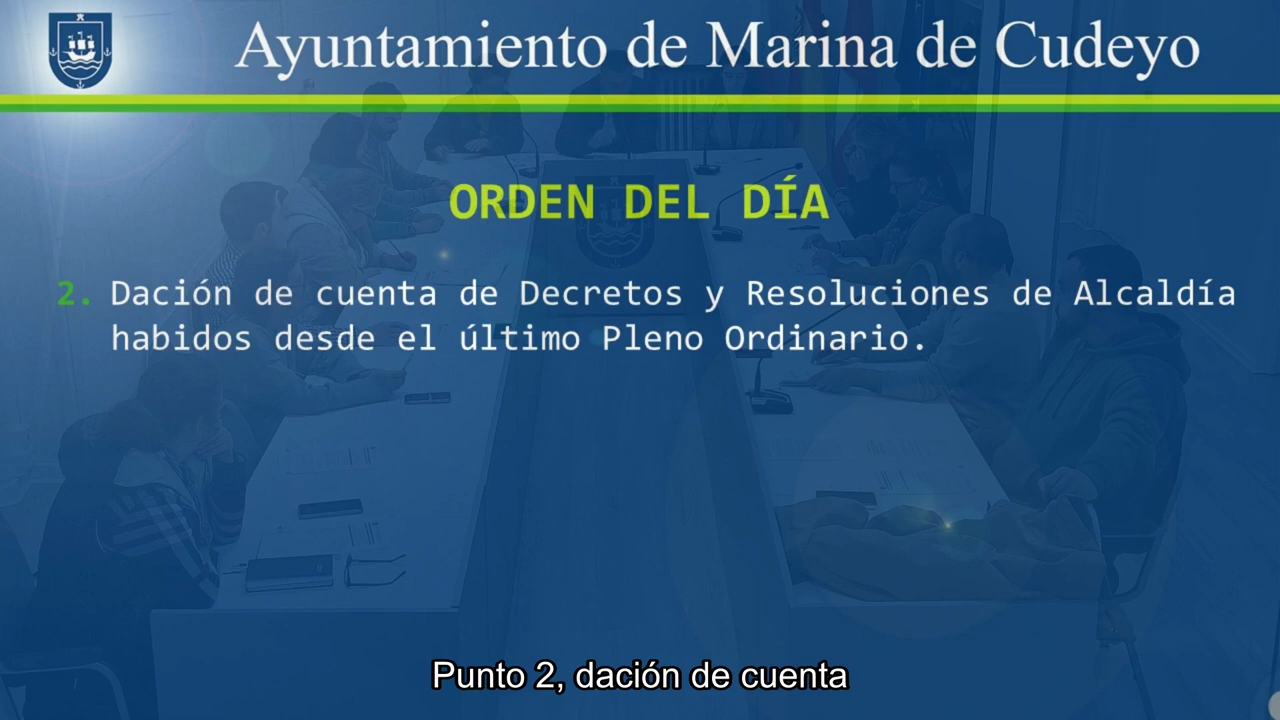 Ayuntamiento de Marina de Cudeyo
ORDEN DEL DÍA
2. Dación de cuenta de Decretos y Resoluciones de Alcaldía
habidos desde el último Pleno Ordinario.
Punto 2, dación de cuenta